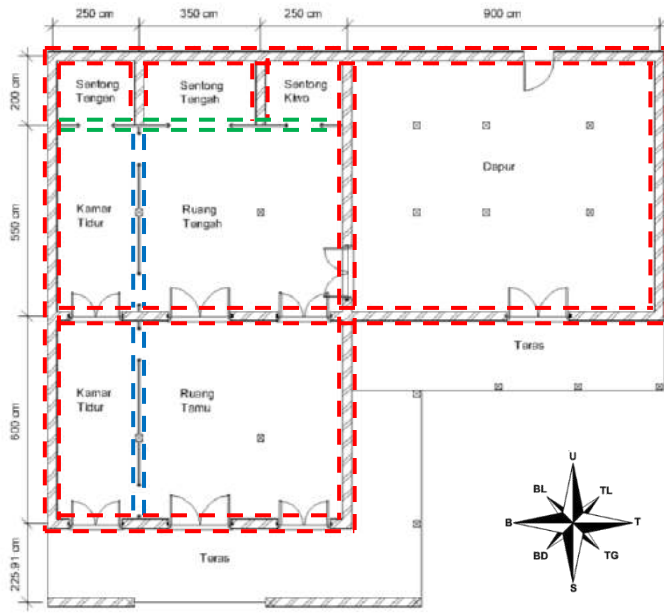 250 cm
350 cm
250 cm
900 cm
200 cm
550 cm
600 cm
225.91 cm
Sentong
Tengen
Sentong
Tengah
Sentong
Kiwo
Dapur
Kamar
Tidur
Ruang
Tengah
Teras
Kamar
Tidur
Ruang
Tamu
Teras
U
BL
TL
B
T
BD
TG
S